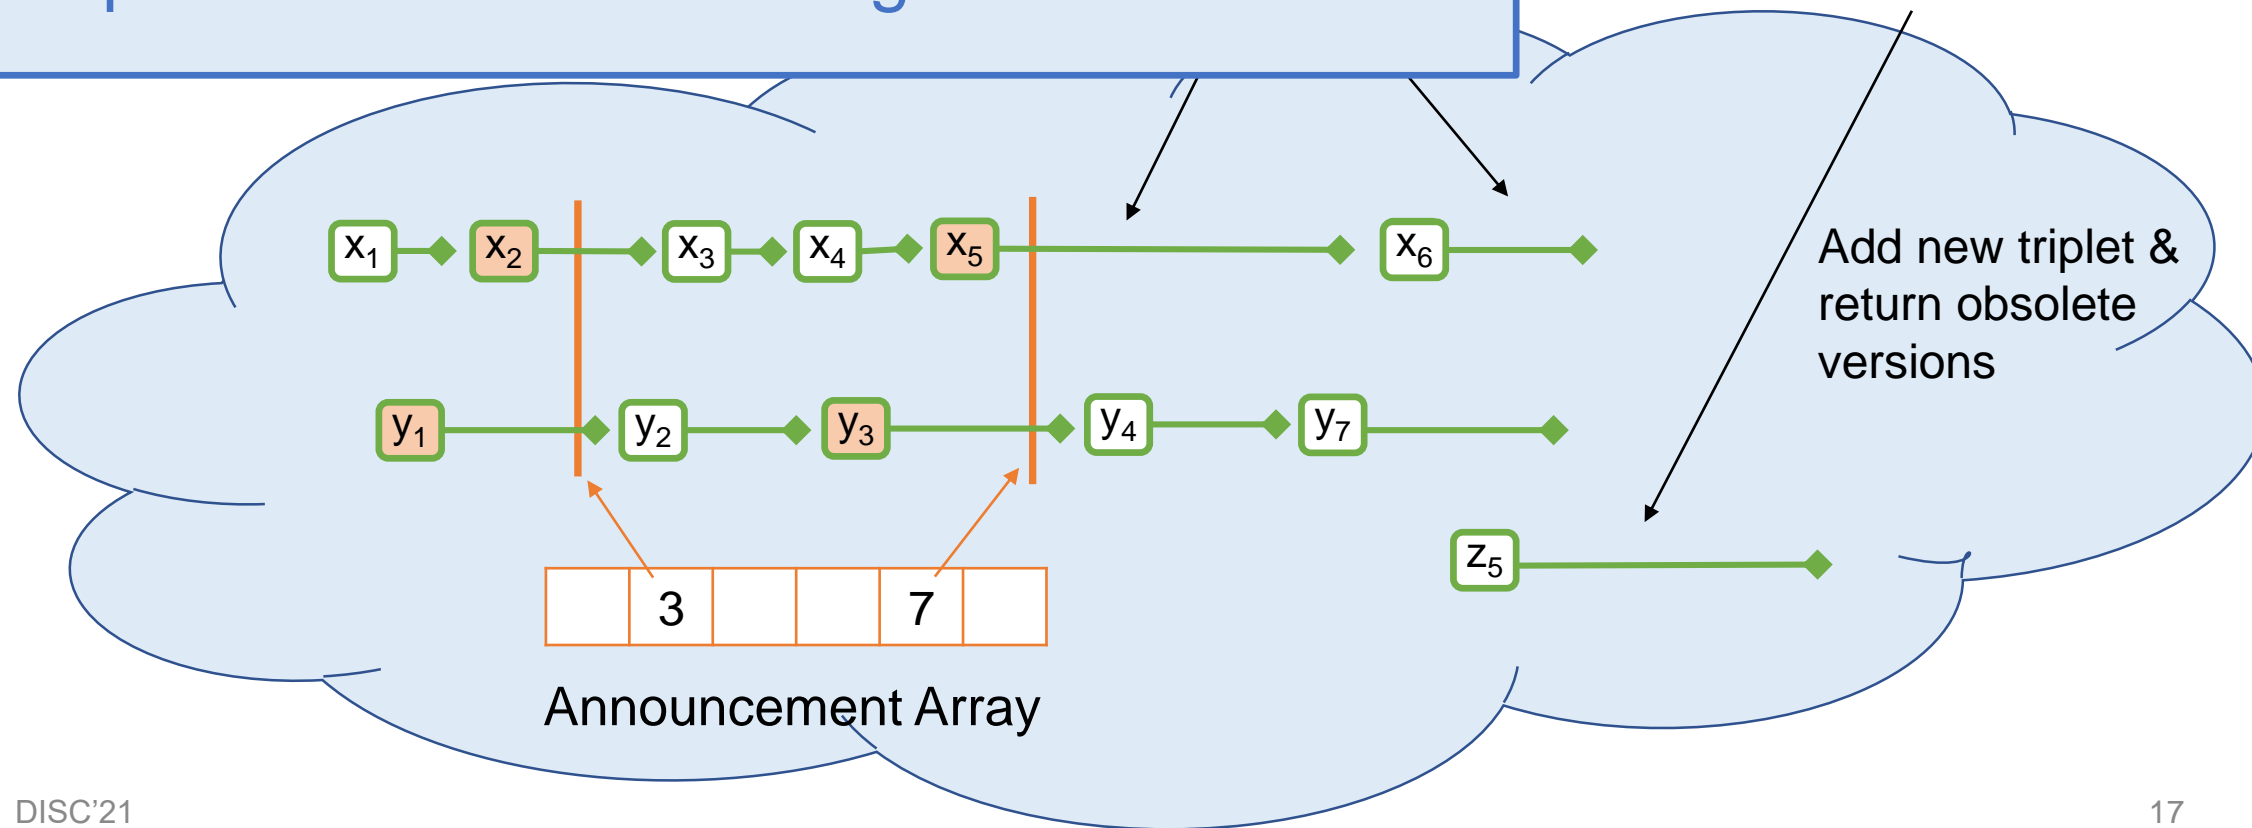 x₁ x₂ x₃ x₄ x₅ x₆
Add new triplet &
return obsolete
versions
y₁ y₂ y₃ y₄ y₇
z₅
3 7
Announcement Array
DISC’21
17